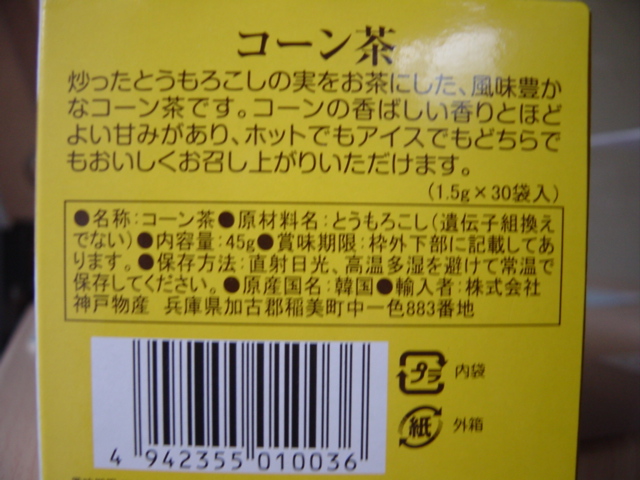 コーン茶
炒ったとうもろこしの実をお茶にした、風味豊か
なコーン茶です。コーンの香ばしい香りとほど
よい甘みがあり、ホットでもアイスでもどちらで
もおいしくお召し上がりいただけます。
(1.5g×30袋入)
●名称:コーン茶●原材料名:とうもろこし(遺伝子組換え
でない)●内容量:45g●賞味期限:枠外下部に記載してあ
ります。●保存方法:直射日光、高温多湿を避けて常温で
保存してください。●原産国名:韓国●輸入者:株式会社
神戸物産 兵庫県加古郡稲美町中一色883番地
プラ 内袋
紙 外箱
4 942355 010036